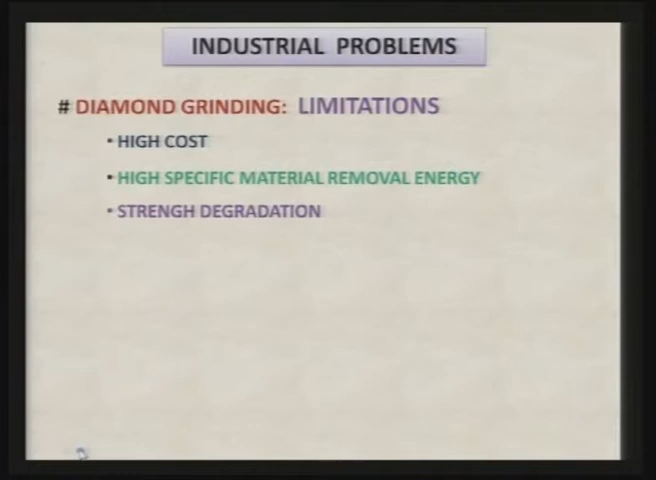 INDUSTRIAL PROBLEMS
# DIAMOND GRINDING: LIMITATIONS
• HIGH COST
• HIGH SPECIFIC MATERIAL REMOVAL ENERGY
• STRENGH DEGRADATION